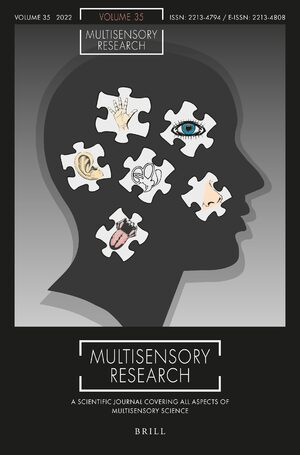 VOLUME 35 2022
VOLUME 35
ISSN: 2213-4794 / E-ISSN: 2213-4808
MULTISENSORY
RESEARCH
MULTISENSORY
RESEARCH
A SCIENTIFIC JOURNAL COVERING ALL ASPECTS OF
MULTISENSORY SCIENCE
BRILL